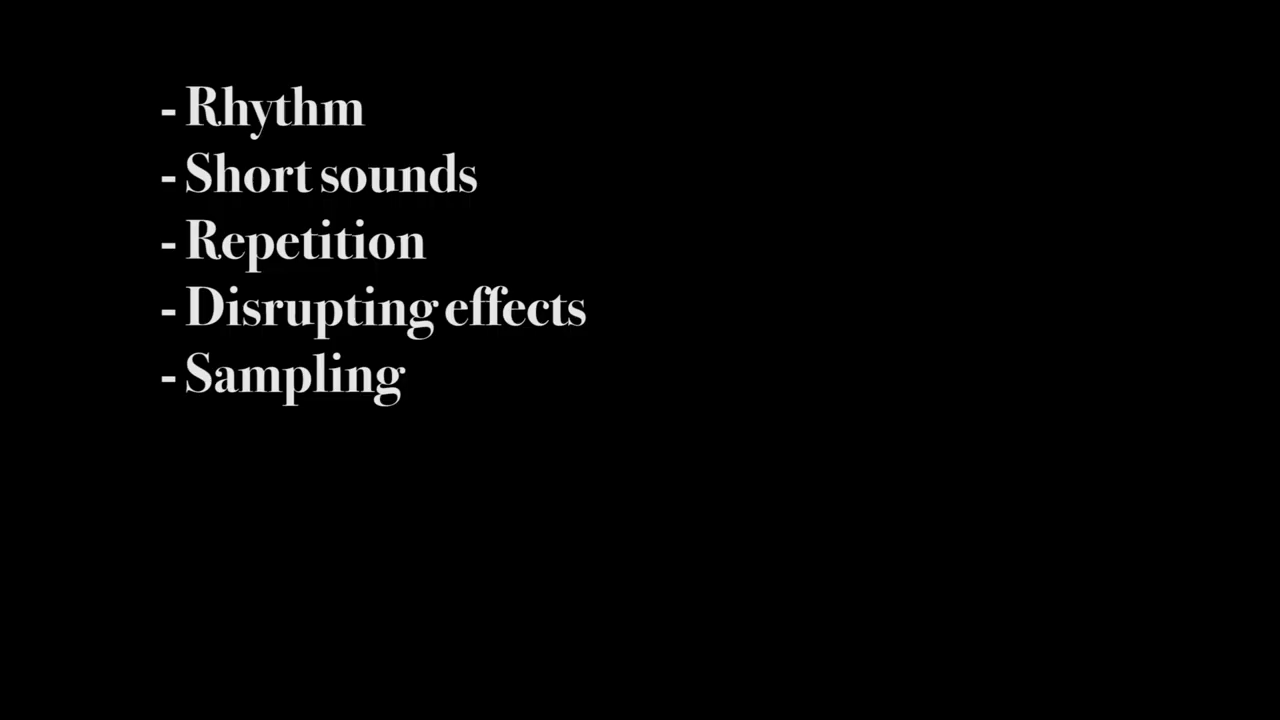 - Rhythm
- Short sounds
- Repetition
- Disrupting effects
- Sampling